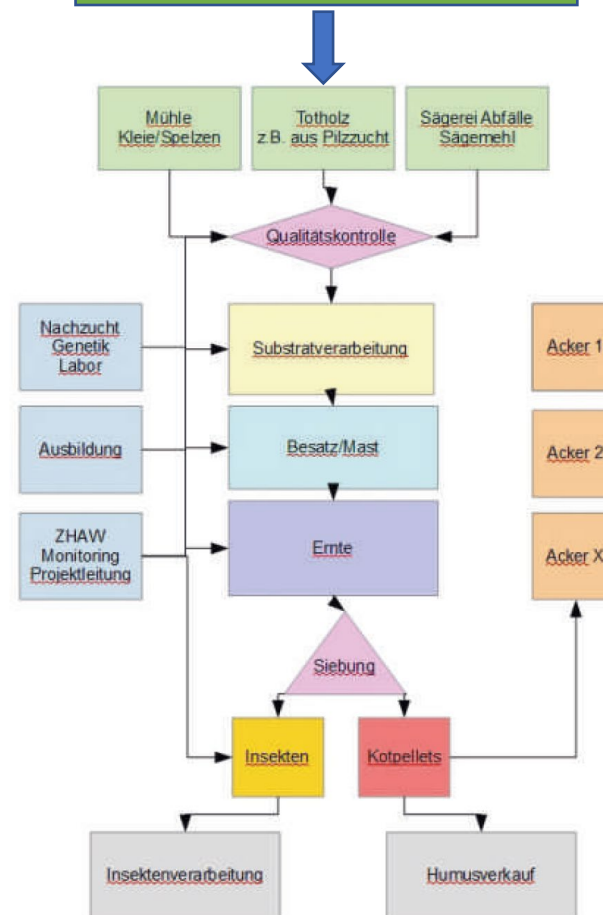 Mühle
Kleie/Spelzen
Totholz
z.B. aus Pilzzucht
Sägerei Abfälle
Sägemehl
Qualitätskontrolle
Nachzucht
Genetik
Labor
Substratverarbeitung
Acker 1
Ausbildung
Besatz/Mast
Acker 2
ZHAW
Monitoring
Projektleitung
Ernte
Acker X
Siebung
Insekten
Kotpellets
Insektenverarbeitung
Humusverkauf